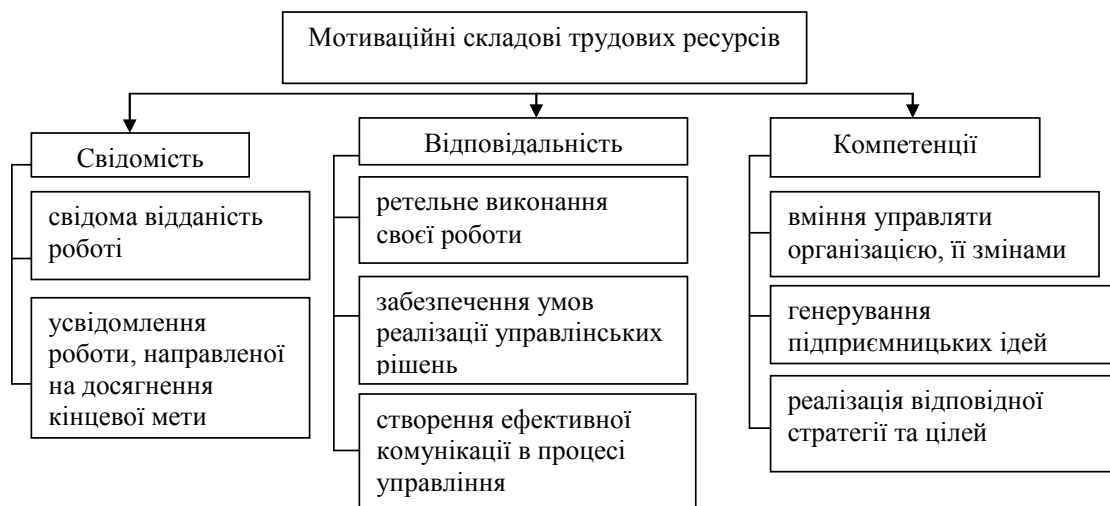 Мотиваційні складові трудових ресурсів
Свідомість
свідома відданість
роботі
усвідомлення
роботи, направленої
на досягнення
кінцевої мети
Відповідальність
ретельне виконання
своєї роботи
забезпечення умов
реалізації управлінських
рішень
створення ефективної
комунікації в процесі
управління
Компетенції
вміння управляти
організацією, її змінами
генерування
підприємницьких ідей
реалізація відповідної
стратегії та цілей